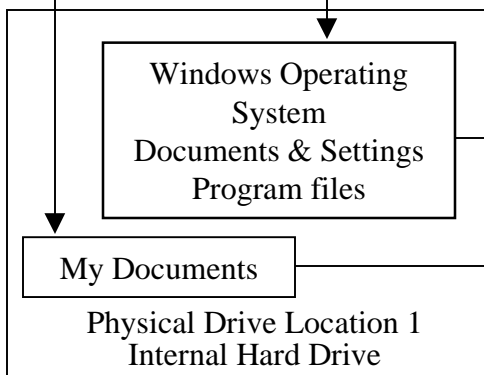 Windows Operating
System
Documents & Settings
Program files
My Documents
Physical Drive Location 1
Internal Hard Drive